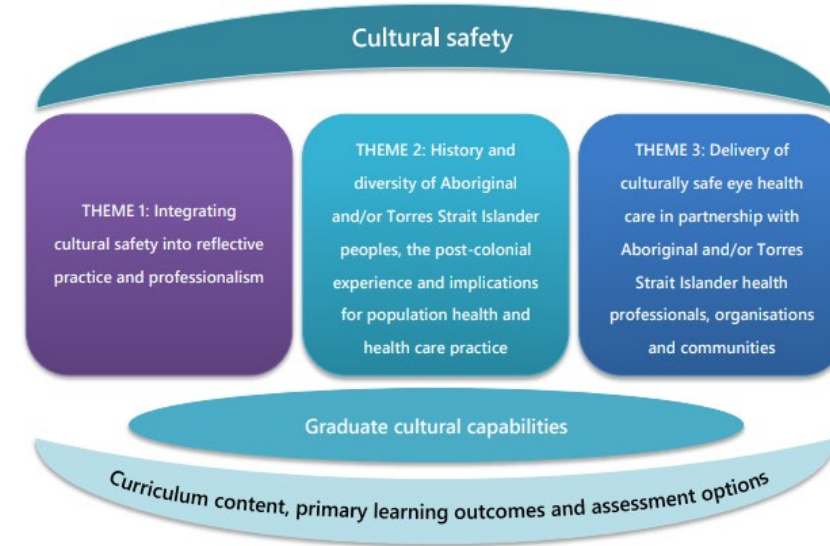 Cultural safety
THEME 1: Integrating
cultural safety into reflective
practice and professionalism
THEME 2: History and
diversity of Aboriginal
and/or Torres Strait Islander
peoples, the post-colonial
experience and implications
for population health and
health care practice
THEME 3: Delivery of
culturally safe eye health
care in partnership with
Aboriginal and/or Torres
Strait Islander health
professionals, organisations
and communities
Graduate cultural capabilities
Curriculum content, primary learning outcomes and assessment options